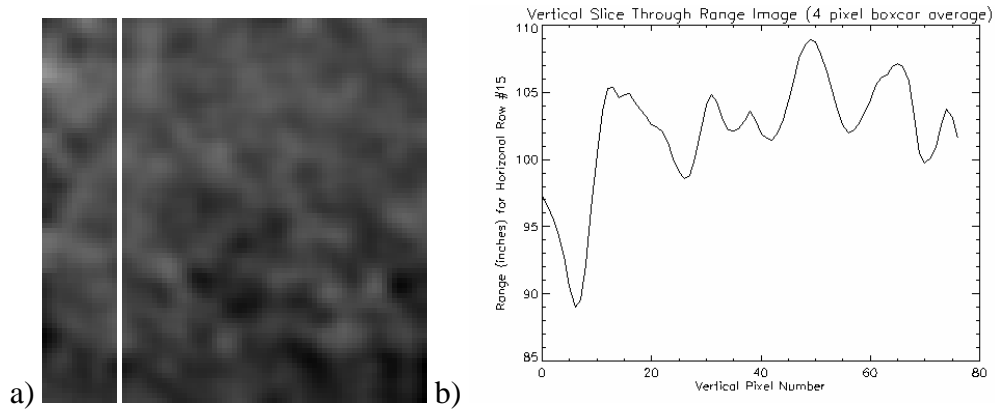 a)
b)
Vertical Slice Through Range Image (4 pixel boxcar average)
Range (inches) for Horizonal Row #15
110
105
100
95
90
85
0
20
40
60
80
Vertical Pixel Number